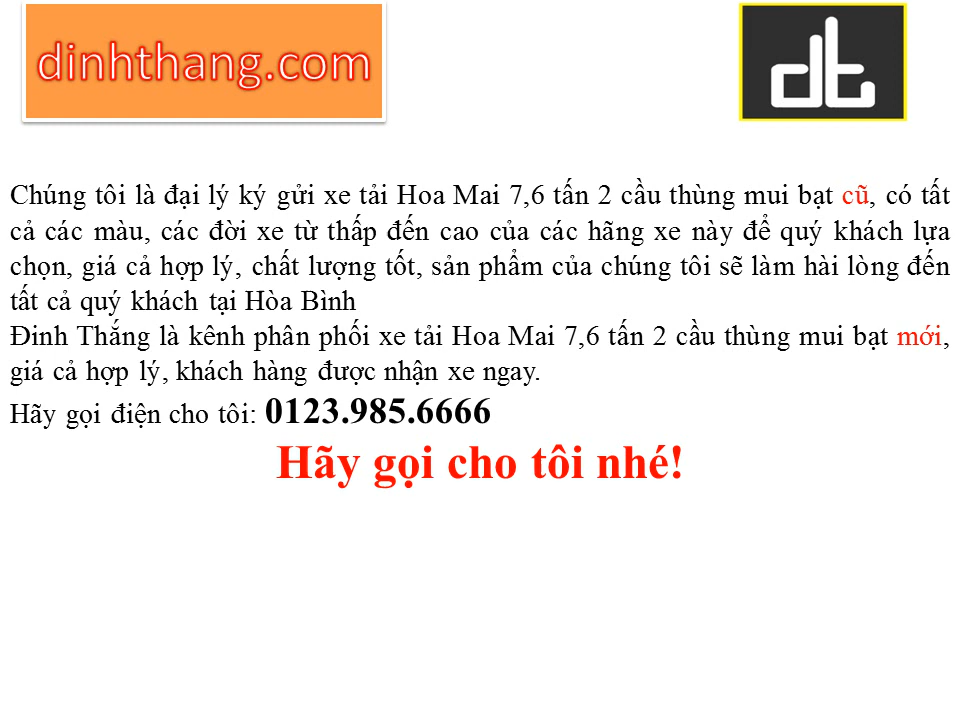 dinhthang.com
dt
Chúng tôi là đại lý ký gửi xe tải Hoa Mai 7,6 tấn 2 cầu thùng mui bạt cũ, có tất
cả các màu, các đời xe từ thấp đến cao của các hãng xe này để quý khách lựa
chọn, giá cả hợp lý, chất lượng tốt, sản phẩm của chúng tôi sẽ làm hài lòng đến
tất cả quý khách tại Hòa Bình
Đinh Thắng là kênh phân phối xe tải Hoa Mai 7,6 tấn 2 cầu thùng mui bạt mới,
giá cả hợp lý, khách hàng được nhận xe ngay.
Hãy gọi điện cho tôi: 0123.985.6666
Hãy gọi cho tôi nhé!